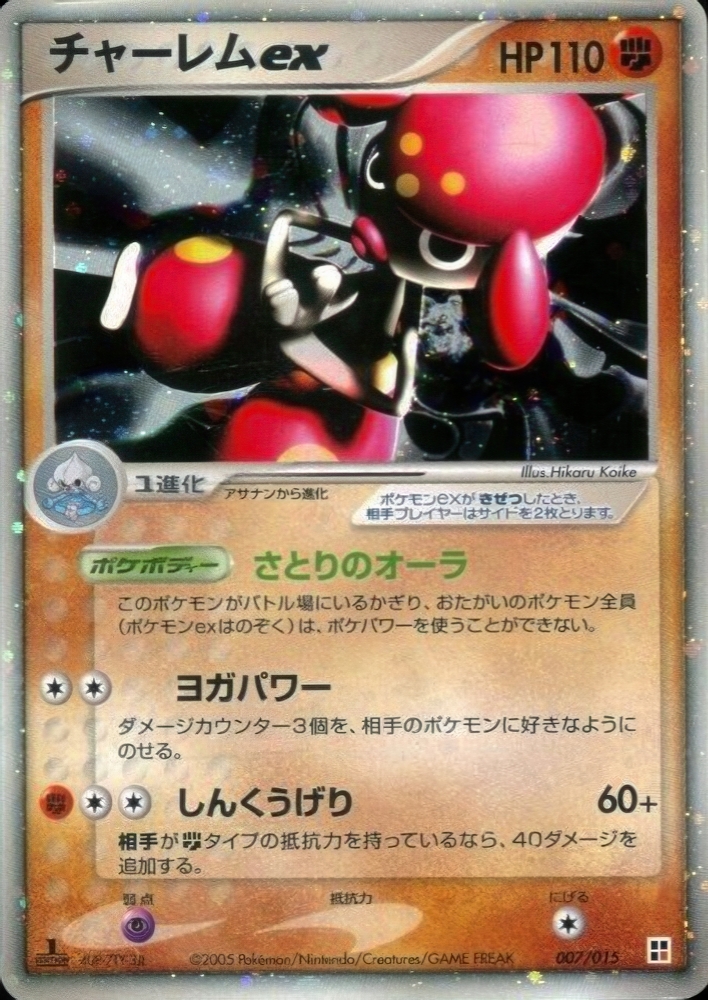 チャーレムex HP110
Illus.Hikaru Koike
1進化 アサナンから進化
ポケモンexがきぜつしたとき、
相手プレイヤーはサイドを2枚とります。
ポケボディー さとりのオーラ
このポケモンがバトル場にいるかぎり、おたがいのポケモン全員
(ポケモンexはのぞく)は、ポケパワーを使うことができない。
ヨガパワー
ダメージカウンター3個を、相手のポケモンに好きなように
のせる。
しんくうげり 60+
相手がタイプの抵抗力を持っているなら、40ダメージを
追加する。
弱点 抵抗力 にげる
1 EDITION ©2005 Pokémon/Nintendo/Creatures/GAME FREAK 007/015